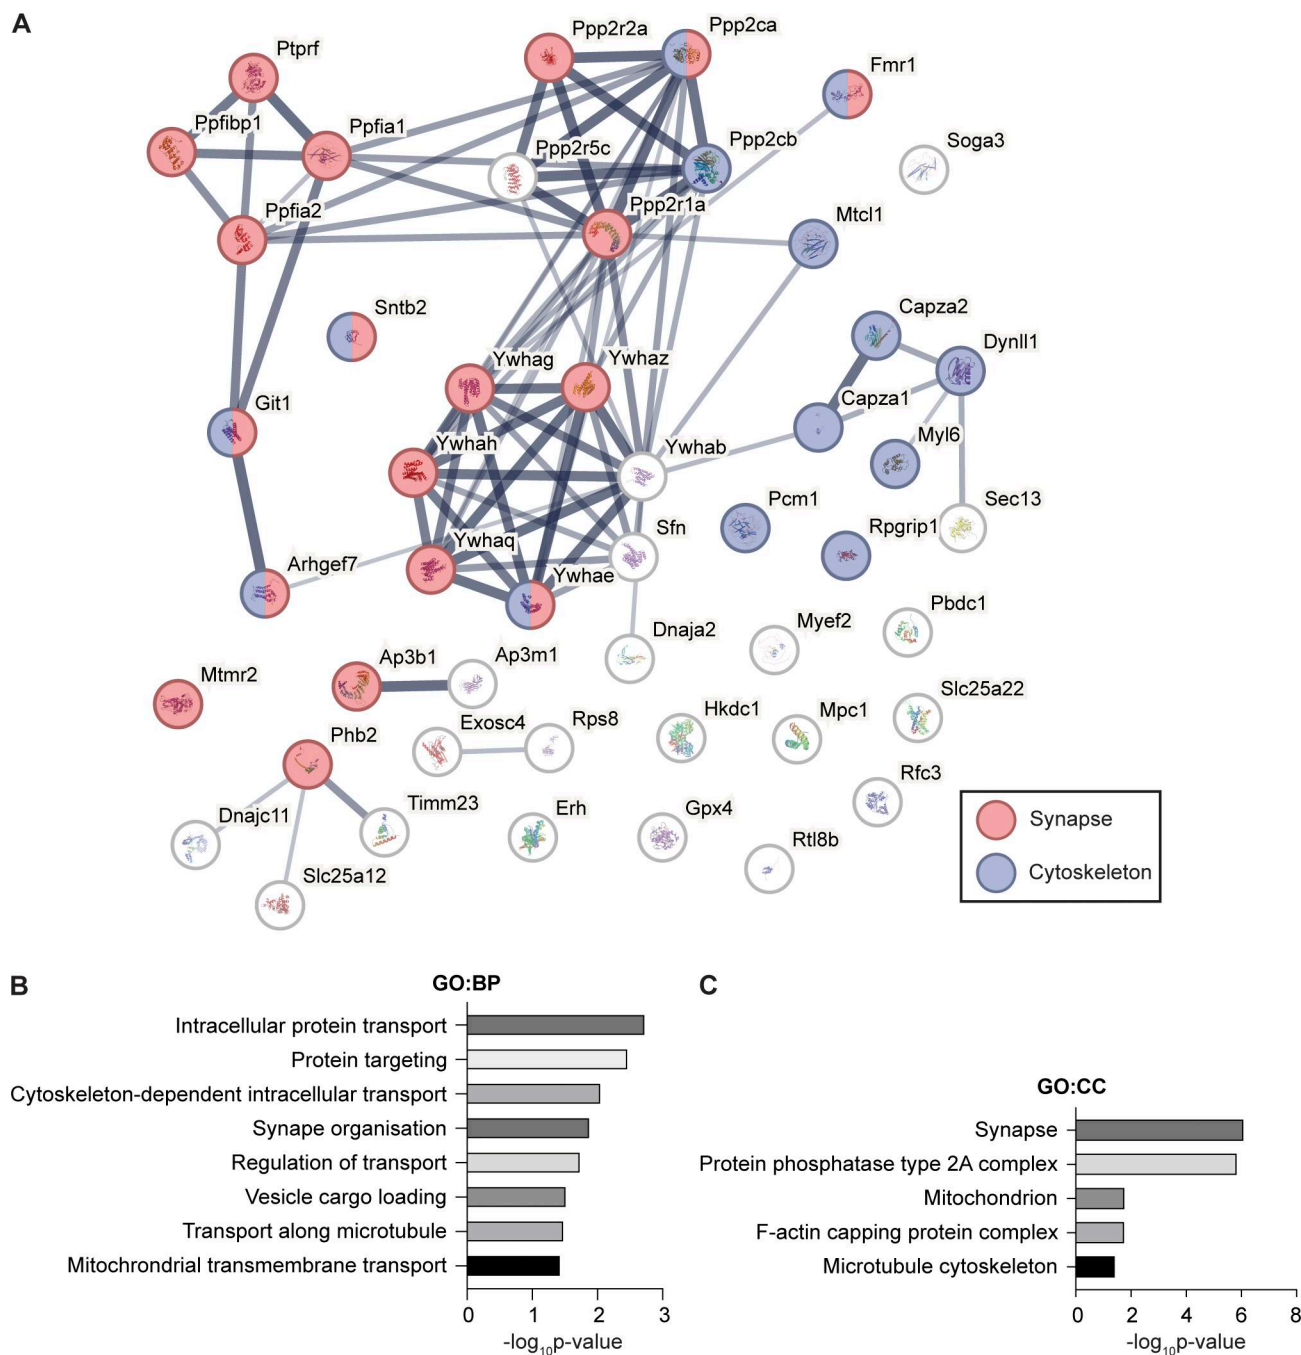 A
Ptprf
Ppp2r2a
Ppp2ca
Fmr1
Ppfibp1
Ppfia1
Ppp2r5c
Ppp2cb
Soga3
Ppfia2
Ppp2r1a
Mtcl1
Sntb2
Capza2
Dynll1
Ywhag
Ywhaz
Git1
Capza1
Ywhah
Ywhab
Myl6
Pcm1
Sec13
Sfn
Rpgrip1
Ywhaq
Arhgef7
Ywhae
Pbdc1
Dnaja2
Myef2
Mtmr2
Ap3b1
Ap3m1
Slc25a22
Phb2
Exosc4
Rps8
Hkdc1
Mpc1
Rfc3
Dnajc11
Timm23
Erh
Gpx4
Rtl8b
Slc25a12
Synapse
Cytoskeleton
B
GO:BP
Intracellular protein transport
Protein targeting
Cytoskeleton-dependent intracellular transport
Synape organisation
Regulation of transport
Vesicle cargo loading
Transport along microtubule
Mitochrondrial transmembrane transport
0 1 2 3
-log10p-value
C
GO:CC
Synapse
Protein phosphatase type 2A complex
Mitochondrion
F-actin capping protein complex
Microtubule cytoskeleton
0 2 4 6 8
-log10p-value